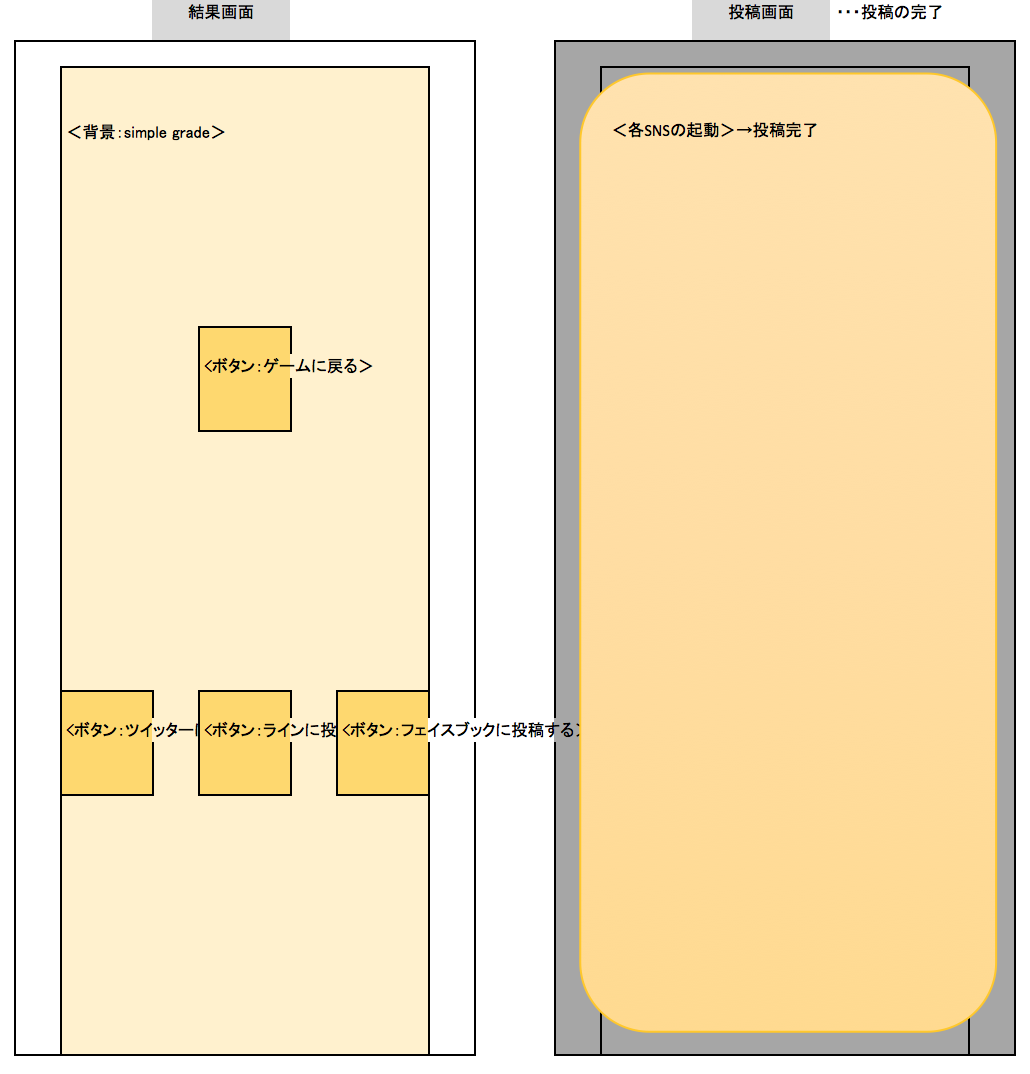 結果画面
投稿画面
・・・投稿の完了
＜背景：simple grade＞
＜各SNSの起動＞→投稿完了
<ボタン：ゲームに戻る＞
<ボタン：ツイッター
<ボタン：ラインに投
<ボタン：フェイスブックに投稿する＞